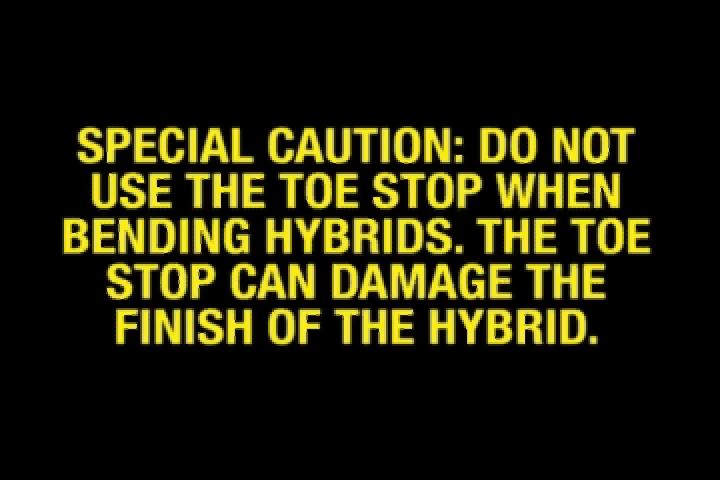 SPECIAL CAUTION: DO NOT
USE THE TOE STOP WHEN
BENDING HYBRIDS. THE TOE
STOP CAN DAMAGE THE
FINISH OF THE HYBRID.